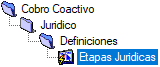 Cobro Coactivo
Juridico
Definiciones
Etapas Juridicas